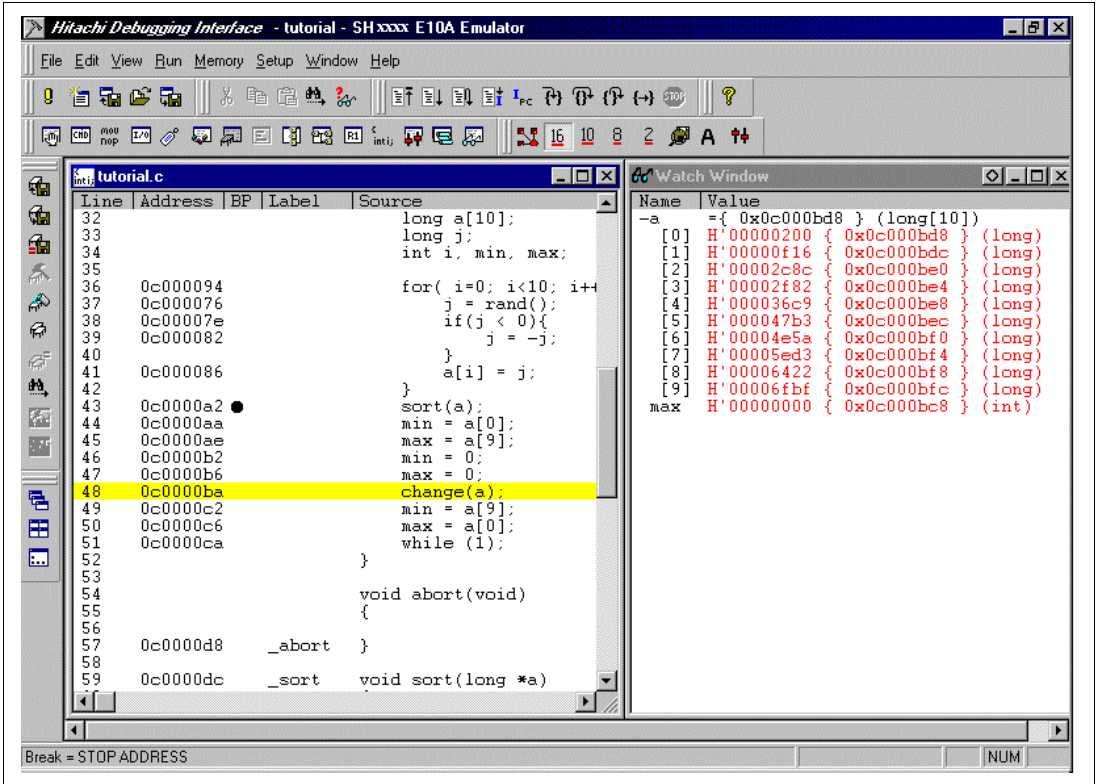 Hitachi Debugging Interface - tutorial - SH xxxx E10A Emulator
File Edit View Run Memory Setup Window Help
16 10 8 2 A
tutorial.c
Line Address BP Label Source
32 long a[10];
33 long j;
34 int i, min, max;
35
36 0c000094 for( i=0; i<10; i++
37 0c000076 j = rand();
38 0c00007e if(j < 0){
39 0c000082 j = -j;
40 }
41 0c000086 a[i] = j;
42 }
43 0c0000a2 ● sort(a);
44 0c0000aa min = a[0];
45 0c0000ae max = a[9];
46 0c0000b2 min = 0;
47 0c0000b6 max = 0;
48 0c0000ba change(a);
49 0c0000c2 min = a[9];
50 0c0000c6 max = a[0];
51 0c0000ca while (1);
52 }
53
54 void abort(void)
55 {
56
57 0c0000d8 _abort }
58
59 0c0000dc _sort void sort(long *a)
Watch Window
Name Value
-a ={ 0x0c000bd8 } (long[10])
[0] H'00000200 { 0x0c000bd8 } (long)
[1] H'00000f16 { 0x0c000bdc } (long)
[2] H'00002c8c { 0x0c000be0 } (long)
[3] H'00002f82 { 0x0c000be4 } (long)
[4] H'000036c9 { 0x0c000be8 } (long)
[5] H'000047b3 { 0x0c000bec } (long)
[6] H'00004e5a { 0x0c000bf0 } (long)
[7] H'00005ed3 { 0x0c000bf4 } (long)
[8] H'00006422 { 0x0c000bf8 } (long)
[9] H'00006fbf { 0x0c000bfc } (long)
max H'00000000 { 0x0c000bc8 } (int)
Break = STOP ADDRESS
NUM